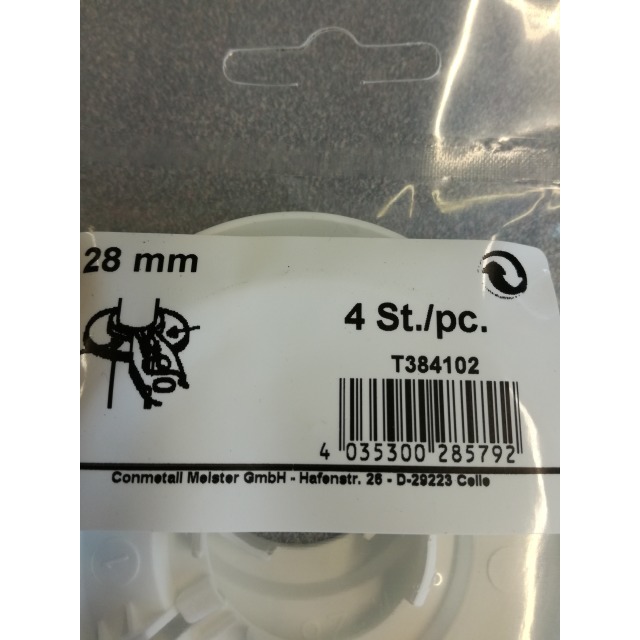 28 mm
4 St./pc.
T384102
4 035300 285792
Conmetall Meister GmbH - Hafenstr. 26 - D-29223 Celle